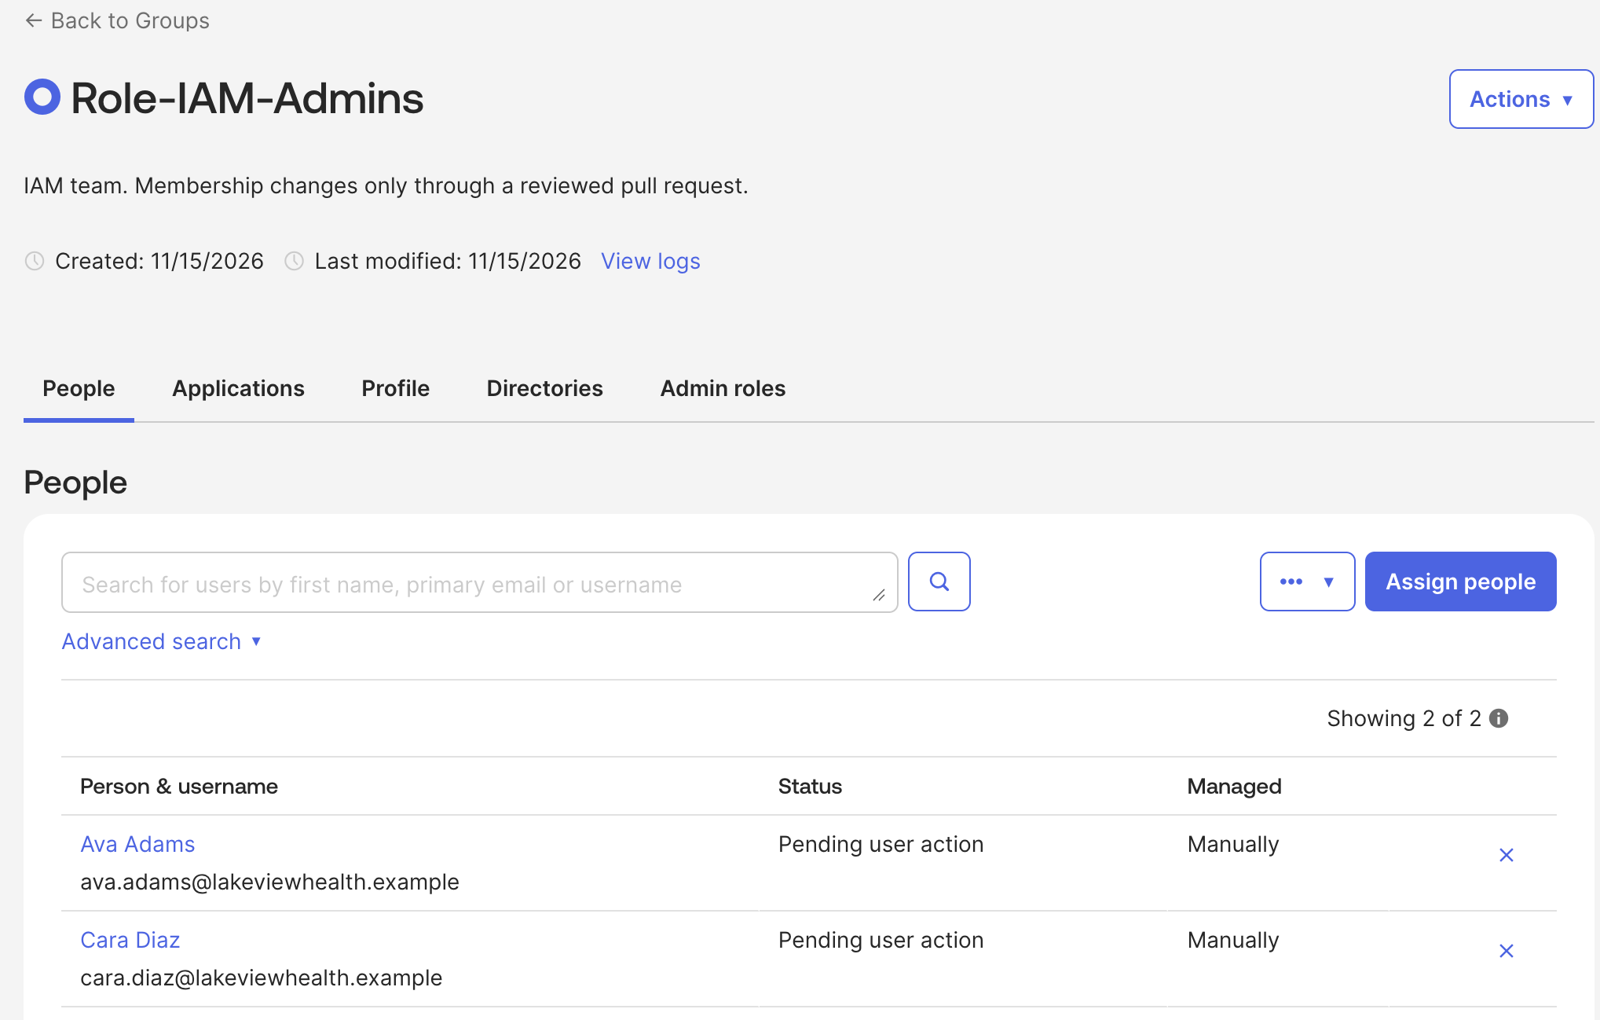 ← Back to Groups
Role-IAM-Admins
Actions ▼
IAM team. Membership changes only through a reviewed pull request.
Created: 11/15/2026 Last modified: 11/15/2026 View logs
People Applications Profile Directories Admin roles
People
Search for users by first name, primary email or username
••• ▼ Assign people
Advanced search ▼
Showing 2 of 2
Person & username Status Managed
Ava Adams Pending user action Manually
ava.adams@lakeviewhealth.example
Cara Diaz Pending user action Manually
cara.diaz@lakeviewhealth.example